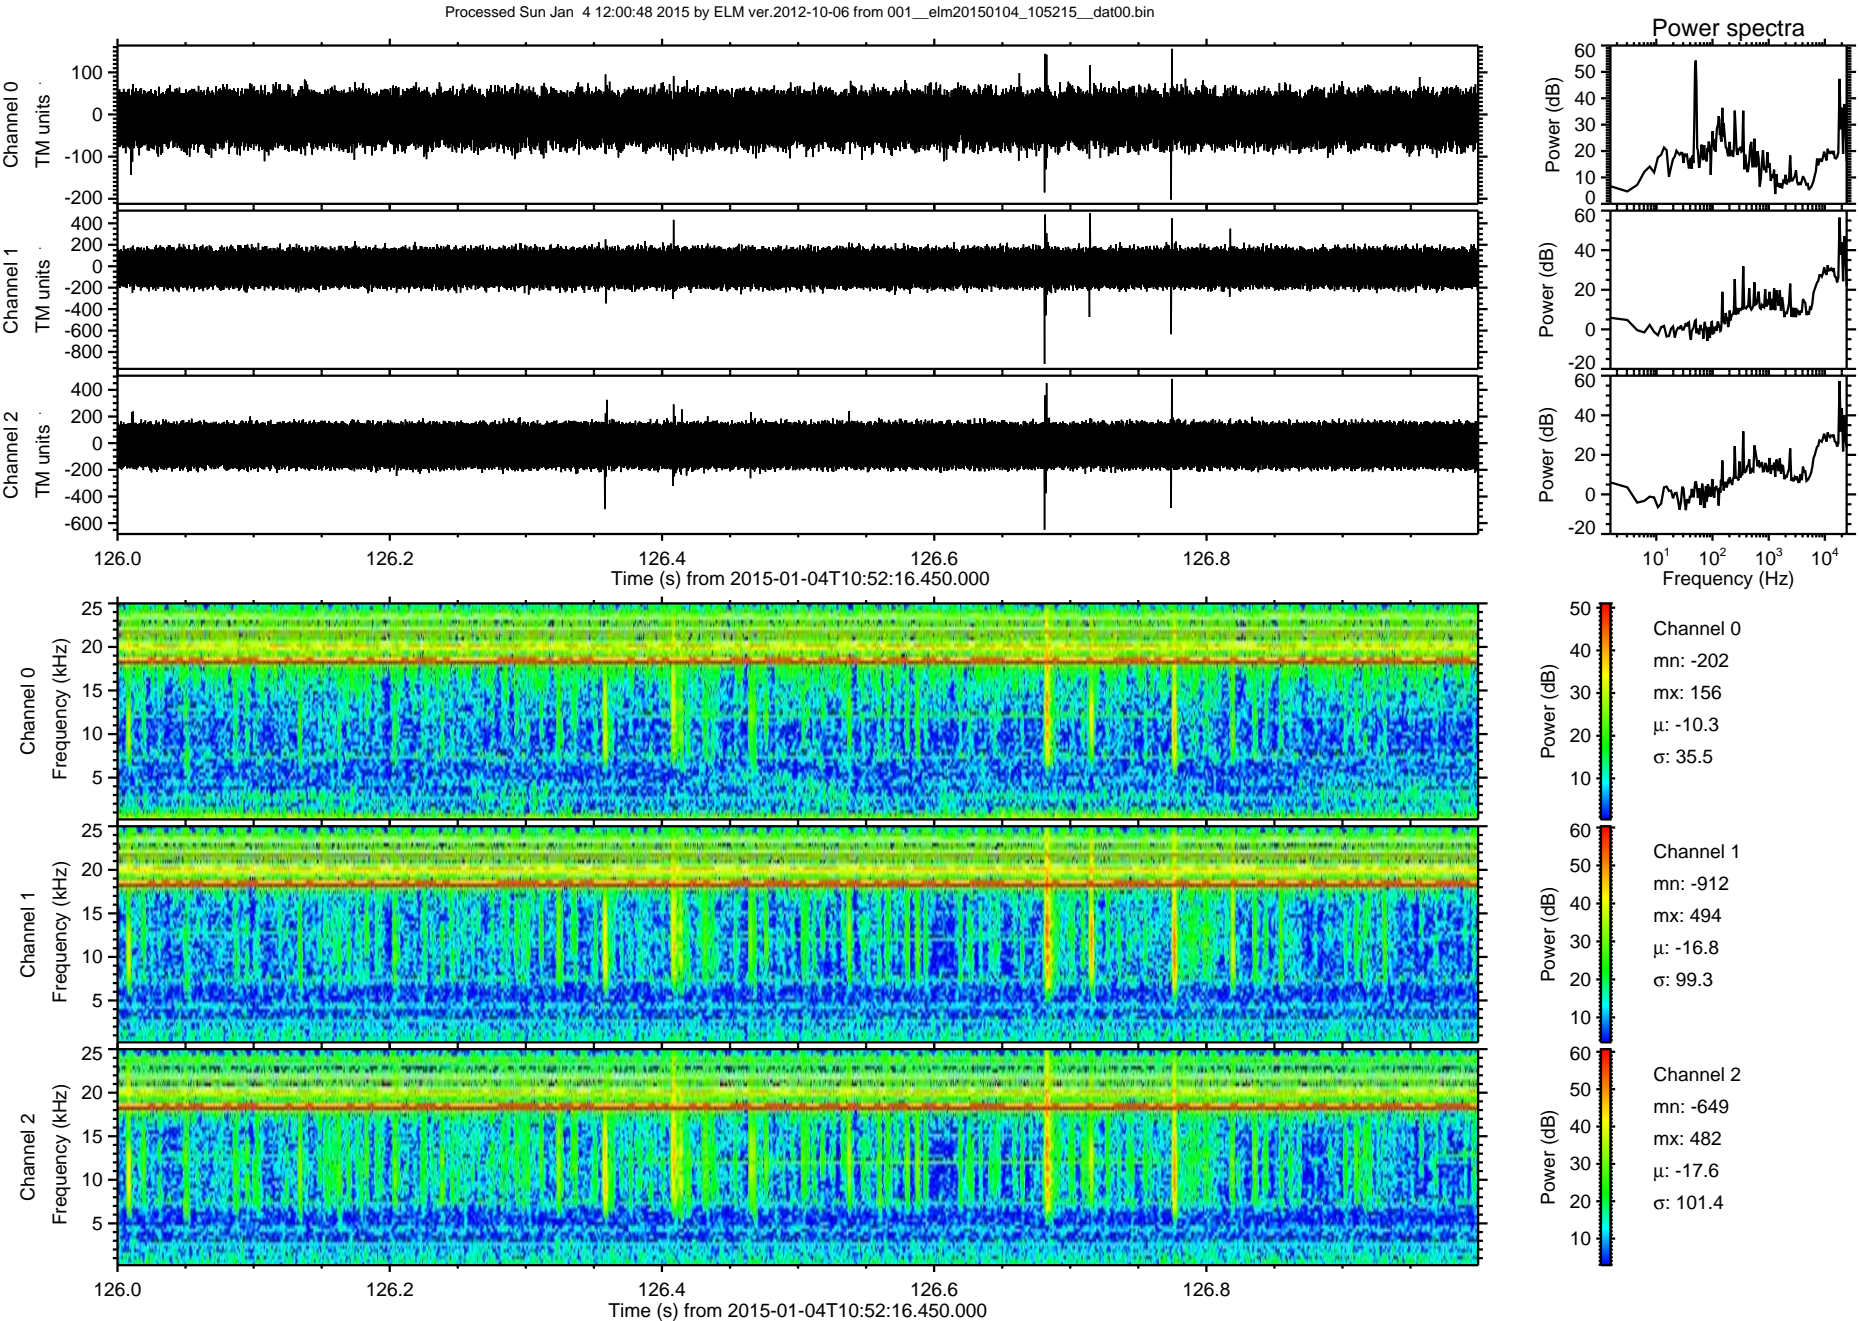 Processed Sun Jan  4 12:00:48 2015 by ELM ver.2012-10-06 from 001__elm20150104_105215__dat00.bin
Power spectra
Channel 0
TM units
100
0
-100
-200
Power (dB)
60
50
40
30
20
10
0
Channel 1
TM units
400
200
0
-200
-400
-600
-800
Power (dB)
60
40
20
0
-20
Channel 2
TM units
400
200
0
-200
-400
-600
Power (dB)
60
40
20
0
-20
126.0 126.2 126.4 126.6 126.8
Time (s) from 2015-01-04T10:52:16.450.000
10^1 10^2 10^3 10^4
Frequency (Hz)
Channel 0
Frequency (kHz)
25
20
15
10
5
Power (dB)
50
40
30
20
10
Channel 0
mn: -202
mx: 156
μ: -10.3
σ: 35.5
Channel 1
Frequency (kHz)
25
20
15
10
5
Power (dB)
60
50
40
30
20
10
Channel 1
mn: -912
mx: 494
μ: -16.8
σ: 99.3
Channel 2
Frequency (kHz)
25
20
15
10
5
Power (dB)
60
50
40
30
20
10
Channel 2
mn: -649
mx: 482
μ: -17.6
σ: 101.4
126.0 126.2 126.4 126.6 126.8
Time (s) from 2015-01-04T10:52:16.450.000